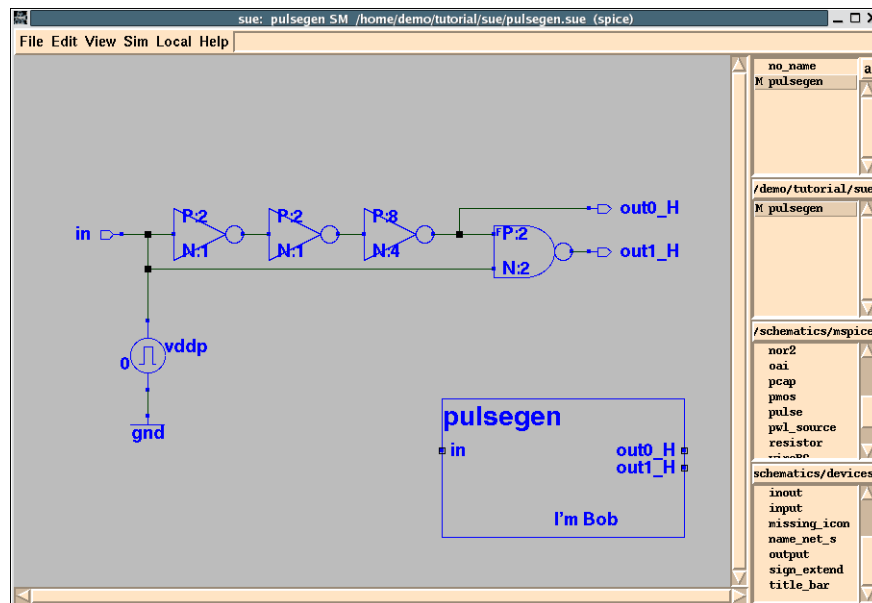 sue: pulsegen SM /home/demo/tutorial/sue/pulsegen.sue (spice)
File Edit View Sim Local Help
no_name
M pulsegen
a
/demo/tutorial/sue
M pulsegen
/schematics/mspice
nor2
oai
pcap
pmos
pulse
pwl_source
resistor
schematics/devices
inout
input
missing_icon
name_net_s
output
sign_extend
title_bar
in
P:2
N:1
P:2
N:1
P:8
N:4
F
P:2
N:2
out0_H
out1_H
vddp
0
gnd
pulsegen
in
out0_H
out1_H
I'm Bob